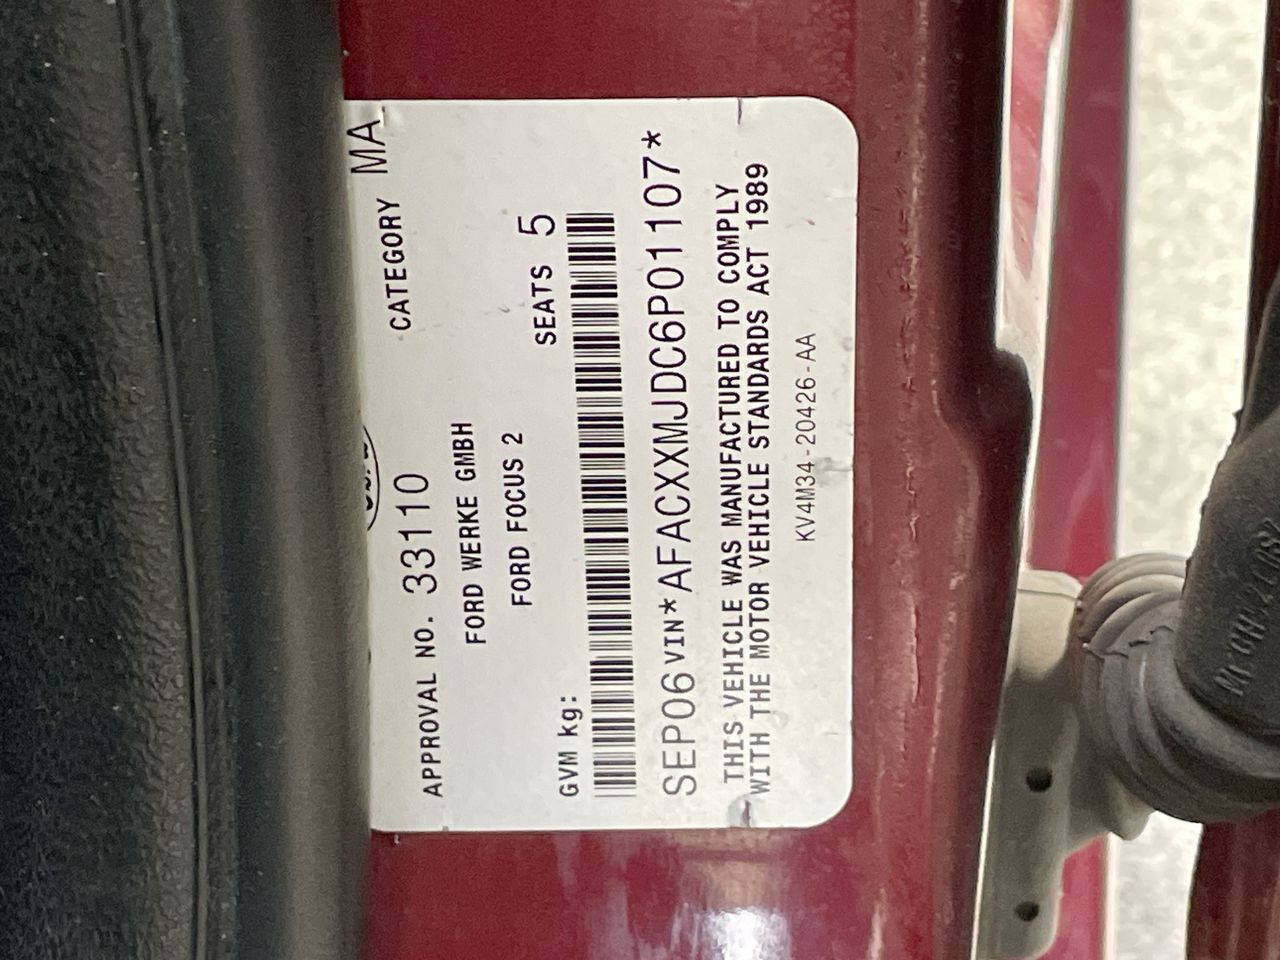 CATEGORY MA
APPROVAL NO. 33110
FORD WERKE GMBH
FORD FOCUS 2
SEATS 5
GVM kg:
SEP06 VIN*AFACXXMJDC6P01107*
THIS VEHICLE WAS MANUFACTURED TO COMPLY
WITH THE MOTOR VEHICLE STANDARDS ACT 1989
KV4M34-20426-AA